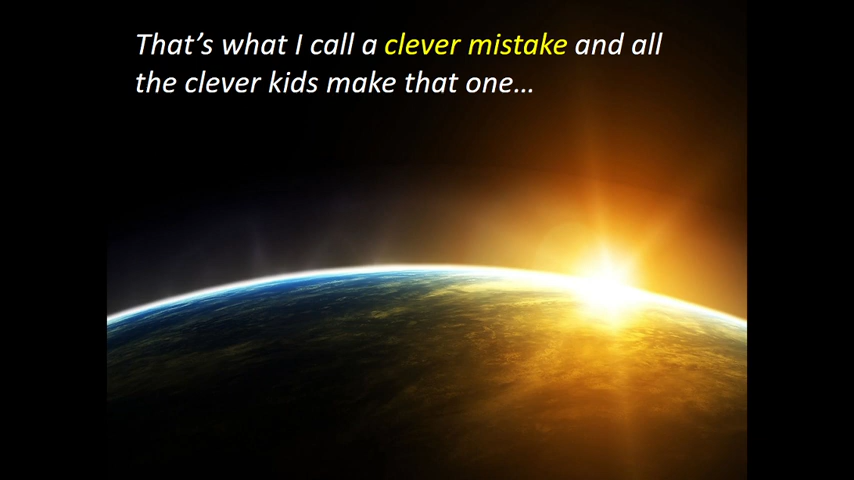 That’s what I call a clever mistake and all
the clever kids make that one…